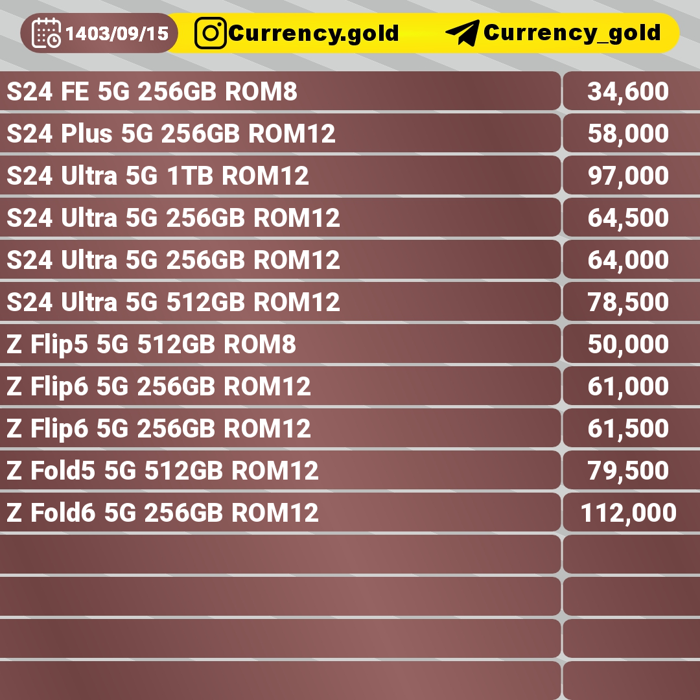 1403/09/15 Currency.gold Currency_gold
S24 FE 5G 256GB ROM8 34,600
S24 Plus 5G 256GB ROM12 58,000
S24 Ultra 5G 1TB ROM12 97,000
S24 Ultra 5G 256GB ROM12 64,500
S24 Ultra 5G 256GB ROM12 64,000
S24 Ultra 5G 512GB ROM12 78,500
Z Flip5 5G 512GB ROM8 50,000
Z Flip6 5G 256GB ROM12 61,000
Z Flip6 5G 256GB ROM12 61,500
Z Fold5 5G 512GB ROM12 79,500
Z Fold6 5G 256GB ROM12 112,000